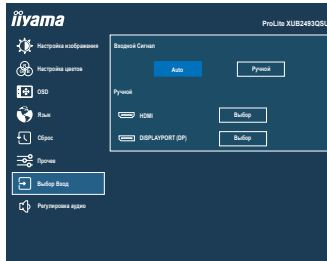 iiyama
ProLite XUB2493QSU
Настройка изображения
Входной Сигнал
Настройка цветов
Auto
Ручной
OSD
Ручной
Язык
HDMI
Выбор
Сброс
DISPLAYPORT (DP)
Выбор
Прочее
Выбор Вход
Регулировка аудио